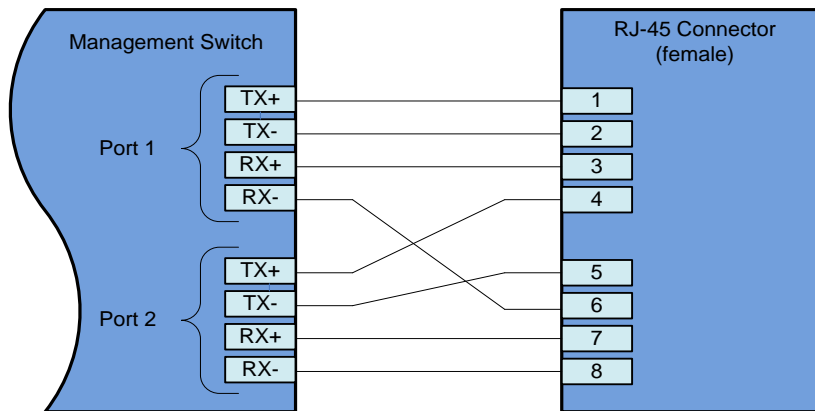 Management Switch
Port 1
TX+
TX-
RX+
RX-
Port 2
TX+
TX-
RX+
RX-
RJ-45 Connector
(female)
1
2
3
4
5
6
7
8